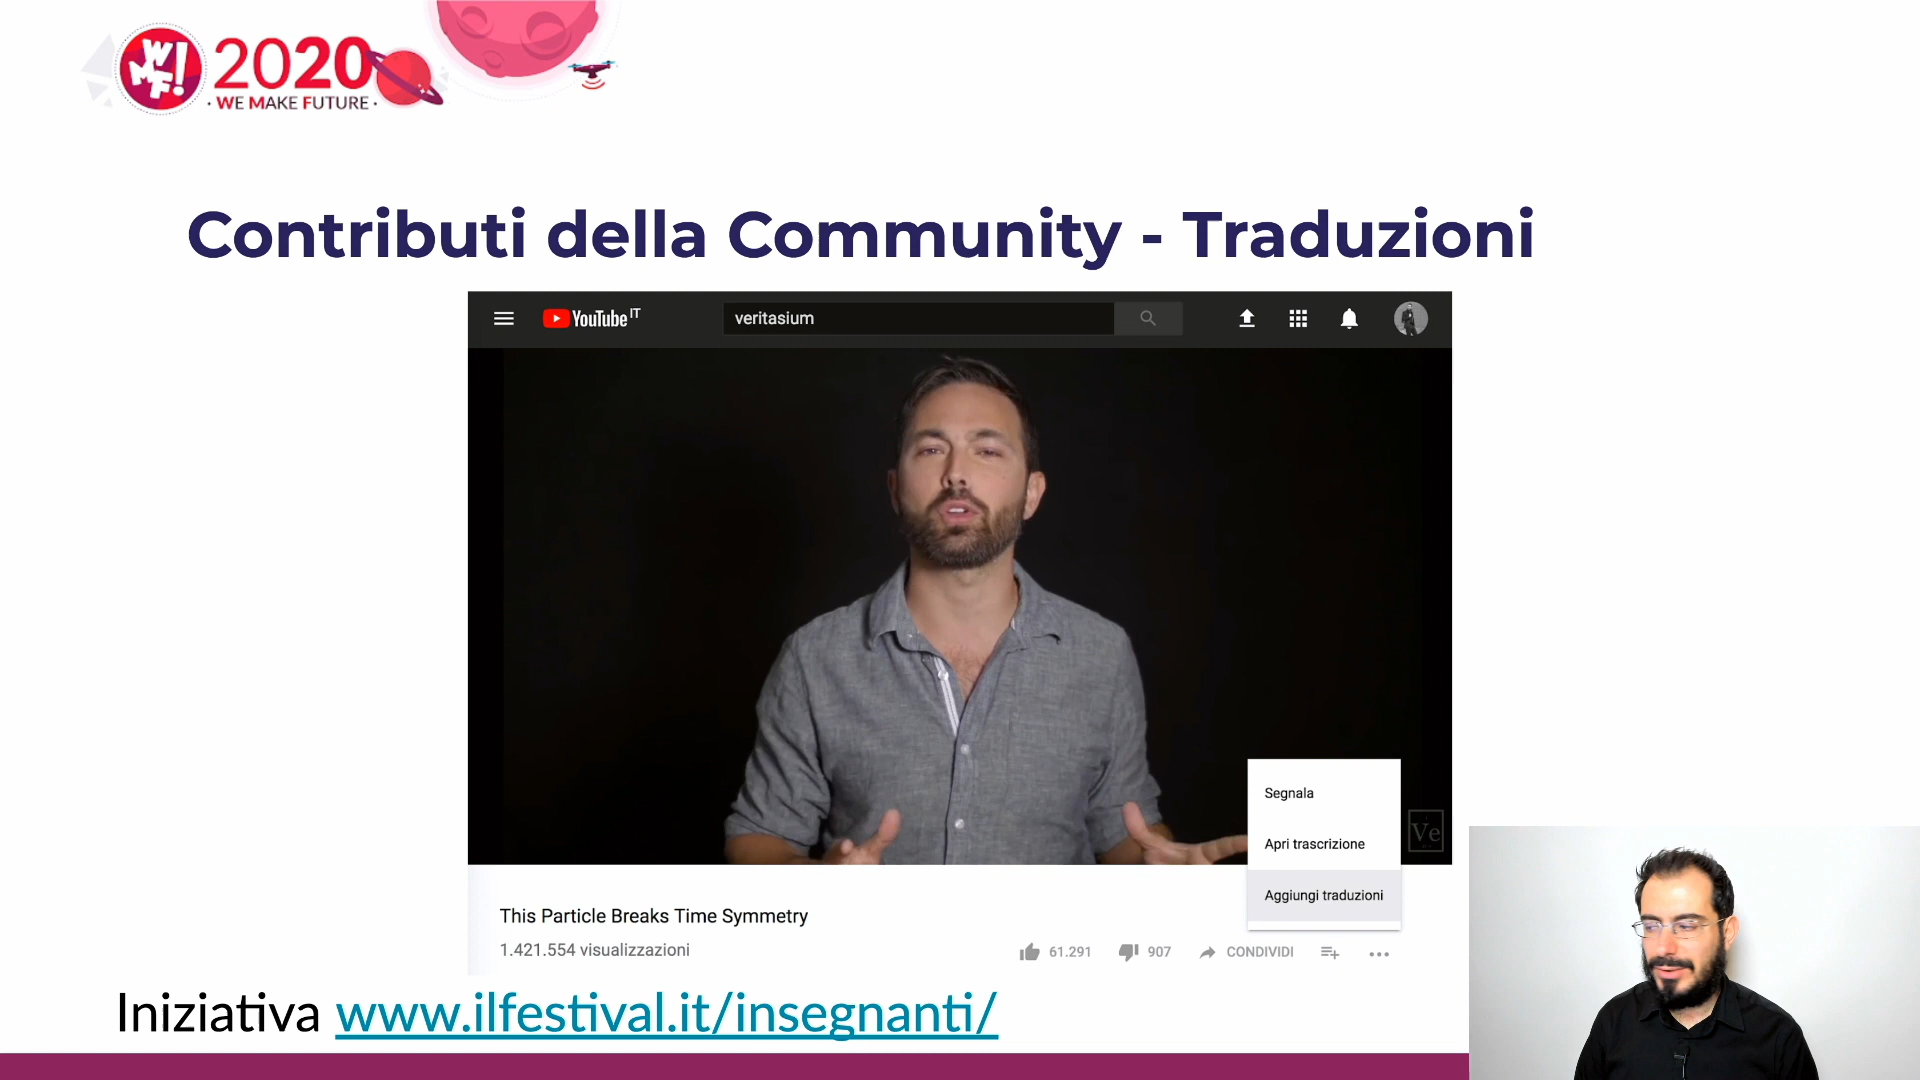 WMF!
2020
· WE MAKE FUTURE ·
Contributi della Community - Traduzioni
YouTube IT
veritasium
Segnala
Apri trascrizione
Aggiungi traduzioni
Ve
This Particle Breaks Time Symmetry
1.421.554 visualizzazioni
61.291
907
CONDIVIDI
Iniziativa www.ilfestival.it/insegnanti/